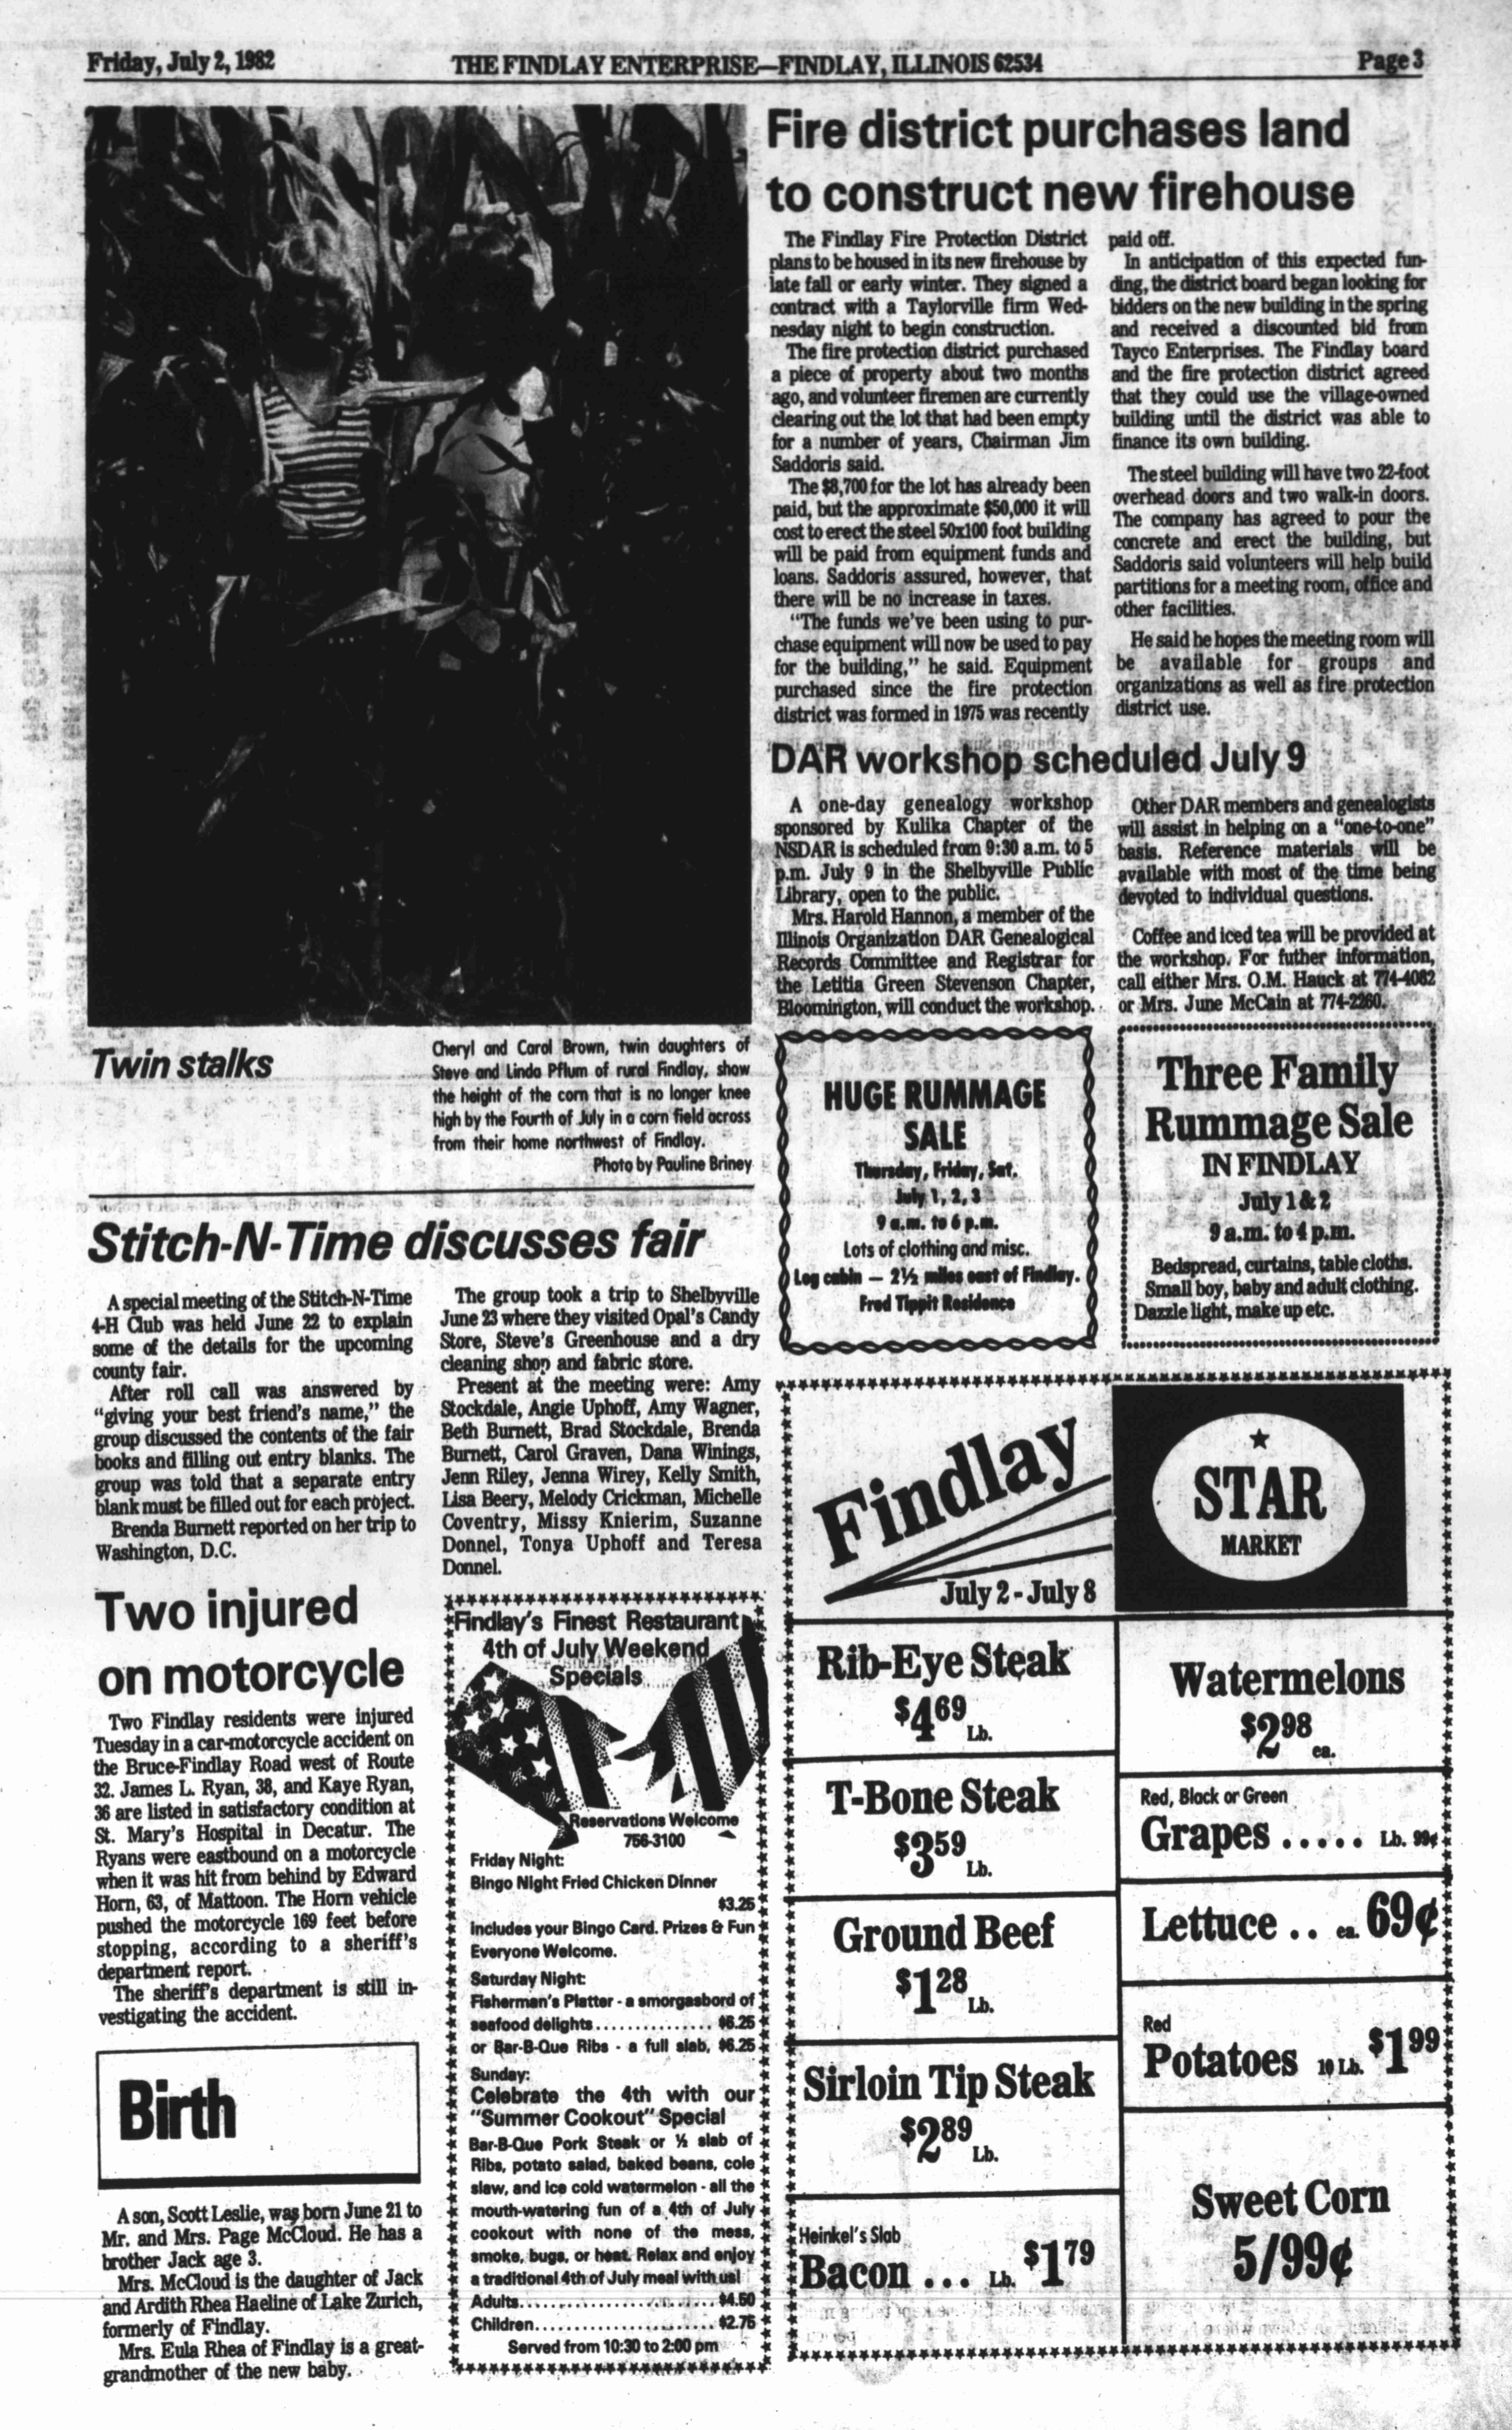 Friday, July 2, 1982
THE FINDLAY ENTERPRISE—FINDLAY, ILLINOIS 62534
Page 3
Twin stalks
Cheryl and Carol Brown, twin daughters of
Steve and Linda Pflum of rural Findlay, show
the height of the corn that is no longer knee
high by the Fourth of July in a corn field across
from their home northwest of Findlay.
Photo by Pauline Briney
Fire district purchases land
to construct new firehouse
The Findlay Fire Protection District
plans to be housed in its new firehouse by
late fall or early winter. They signed a
contract with a Taylorville firm Wed-
nesday night to begin construction.
The fire protection district purchased
a piece of property about two months
ago, and volunteer firemen are currently
clearing out the lot that had been empty
for a number of years, Chairman Jim
Saddoris said.
The $8,700 for the lot has already been
paid, but the approximate $50,000 it will
cost to erect the steel 50x100 foot building
will be paid from equipment funds and
loans. Saddoris assured, however, that
there will be no increase in taxes.
"The funds we've been using to pur-
chase equipment will now be used to pay
for the building," he said. Equipment
purchased since the fire protection
district was formed in 1975 was recently
paid off.
In anticipation of this expected fun-
ding, the district board began looking for
bidders on the new building in the spring
and received a discounted bid from
Tayco Enterprises. The Findlay board
and the fire protection district agreed
that they could use the village-owned
building until the district was able to
finance its own building.
The steel building will have two 22-foot
overhead doors and two walk-in doors.
The company has agreed to pour the
concrete and erect the building, but
Saddoris said volunteers will help build
partitions for a meeting room, office and
other facilities.
He said he hopes the meeting room will
be available for groups and
organizations as well as fire protection
district use.
DAR workshop scheduled July 9
A one-day genealogy workshop
sponsored by Kulika Chapter of the
NSDAR is scheduled from 9:30 a.m. to 5
p.m. July 9 in the Shelbyville Public
Library, open to the public.
Mrs. Harold Hannon, a member of the
Illinois Organization DAR Genealogical
Records Committee and Registrar for
the Letitia Green Stevenson Chapter,
Bloomington, will conduct the workshop.
Other DAR members and genealogists
will assist in helping on a "one-to-one"
basis. Reference materials will be
available with most of the time being
devoted to individual questions.
Coffee and iced tea will be provided at
the workshop. For futher information,
call either Mrs. O.M. Hauck at 774-4082
or Mrs. June McCain at 774-2260.
HUGE RUMMAGE
SALE
Thursday, Friday, Sat.
July 1, 2, 3
9 a.m. to 6 p.m.
Lots of clothing and misc.
Log cabin — 2½ miles east of Findlay.
Fred Tippit Residence
Three Family
Rummage Sale
IN FINDLAY
July 1 & 2
9 a.m. to 4 p.m.
Bedspread, curtains, table cloths.
Small boy, baby and adult clothing.
Dazzle light, make up etc.
Stitch-N-Time discusses fair
A special meeting of the Stitch-N-Time
4-H Club was held June 22 to explain
some of the details for the upcoming
county fair.
After roll call was answered by
"giving your best friend's name," the
group discussed the contents of the fair
books and filling out entry blanks. The
group was told that a separate entry
blank must be filled out for each project.
Brenda Burnett reported on her trip to
Washington, D.C.
The group took a trip to Shelbyville
June 23 where they visited Opal's Candy
Store, Steve's Greenhouse and a dry
cleaning shop and fabric store.
Present at the meeting were: Amy
Stockdale, Angie Uphoff, Amy Wagner,
Beth Burnett, Brad Stockdale, Brenda
Burnett, Carol Graven, Dana Winings,
Jenn Riley, Jenna Wirey, Kelly Smith,
Lisa Beery, Melody Crickman, Michelle
Coventry, Missy Knierim, Suzanne
Donnel, Tonya Uphoff and Teresa
Donnel.
Two injured
on motorcycle
Two Findlay residents were injured
Tuesday in a car-motorcycle accident on
the Bruce-Findlay Road west of Route
32. James L. Ryan, 38, and Kaye Ryan,
36 are listed in satisfactory condition at
St. Mary's Hospital in Decatur. The
Ryans were eastbound on a motorcycle
when it was hit from behind by Edward
Horn, 63, of Mattoon. The Horn vehicle
pushed the motorcycle 169 feet before
stopping, according to a sheriff's
department report.
The sheriff's department is still in-
vestigating the accident.
Birth
A son, Scott Leslie, was born June 21 to
Mr. and Mrs. Page McCloud. He has a
brother Jack age 3.
Mrs. McCloud is the daughter of Jack
and Ardith Rhea Haeline of Lake Zurich,
formerly of Findlay.
Mrs. Eula Rhea of Findlay is a great-
grandmother of the new baby.
Findlay's Finest Restaurant
4th of July Weekend
Specials
Reservations Welcome
756-3100
Friday Night:
Bingo Night Fried Chicken Dinner
$3.25
includes your Bingo Card. Prizes & Fun
Everyone Welcome.
Saturday Night:
Fisherman's Platter - a smorgasbord of
seafood delights............... $6.25
or Bar-B-Que Ribs - a full slab, $6.25
Sunday:
Celebrate the 4th with our
"Summer Cookout" Special
Bar-B-Que Pork Steak or ½ slab of
Ribs, potato salad, baked beans, cole
slaw, and ice cold watermelon - all the
mouth-watering fun of a 4th of July
cookout with none of the mess,
smoke, bugs, or heat. Relax and enjoy
a traditional 4th of July meal with us!
Adults........................$4.50
Children......................$2.75
Served from 10:30 to 2:00 pm
Findlay
July 2 - July 8
STAR
MARKET
Rib-Eye Steak
$4.69 Lb.
T-Bone Steak
$3.59 Lb.
Ground Beef
$1.28 Lb.
Sirloin Tip Steak
$2.89 Lb.
Heinkel's Slab
Bacon ... Lb. $1.79
Watermelons
$2.98 ea.
Red, Black or Green
Grapes ..... Lb. 99¢
Lettuce .. ea. 69¢
Red
Potatoes 10 Lb. $1.99
Sweet Corn
5/99¢